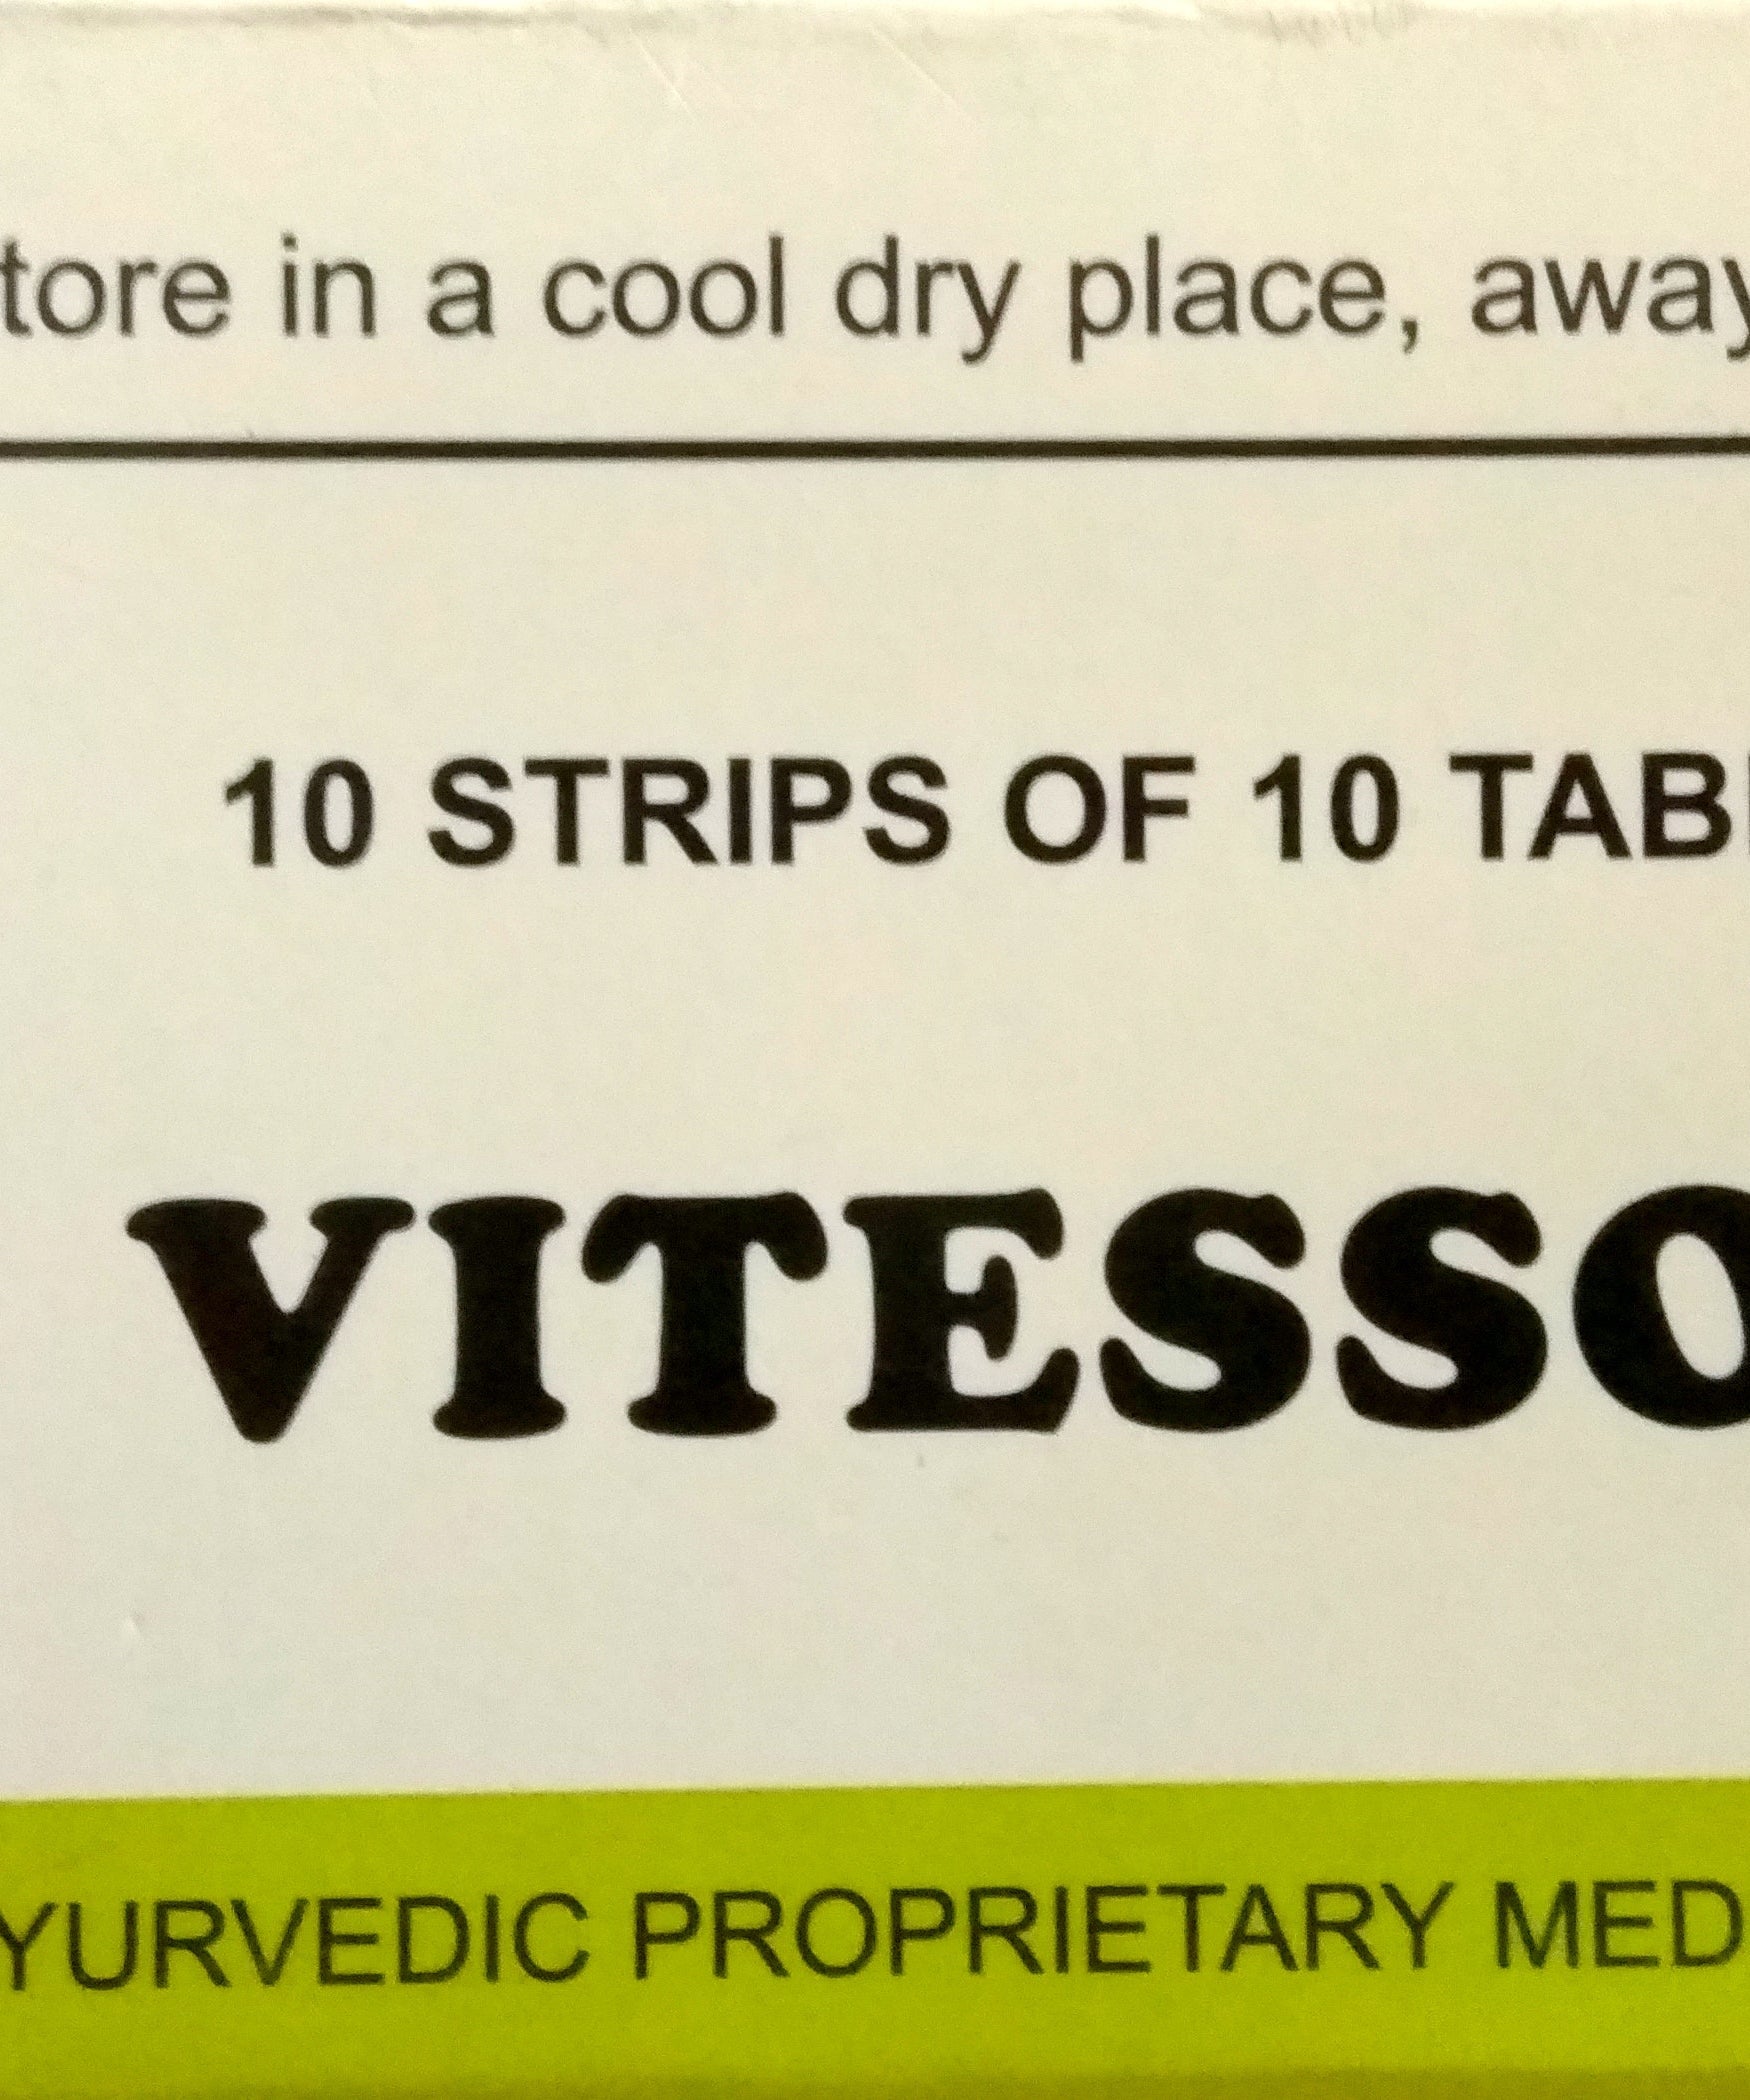 tore in a cool dry place, away
10 STRIPS OF 10 TAB
VITESSO
YURVEDIC PROPRIETARY MED